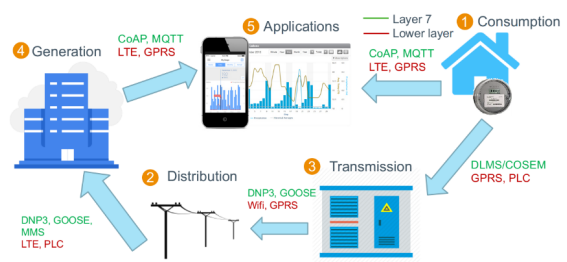 5 Applications
Layer 7
Lower layer
1 Consumption
4 Generation
CoAP, MQTT
LTE, GPRS
CoAP, MQTT
LTE, GPRS
DLMS/COSEM
GPRS, PLC
3 Transmission
2 Distribution
DNP3, GOOSE
Wifi, GPRS
DNP3, GOOSE,
MMS
LTE, PLC